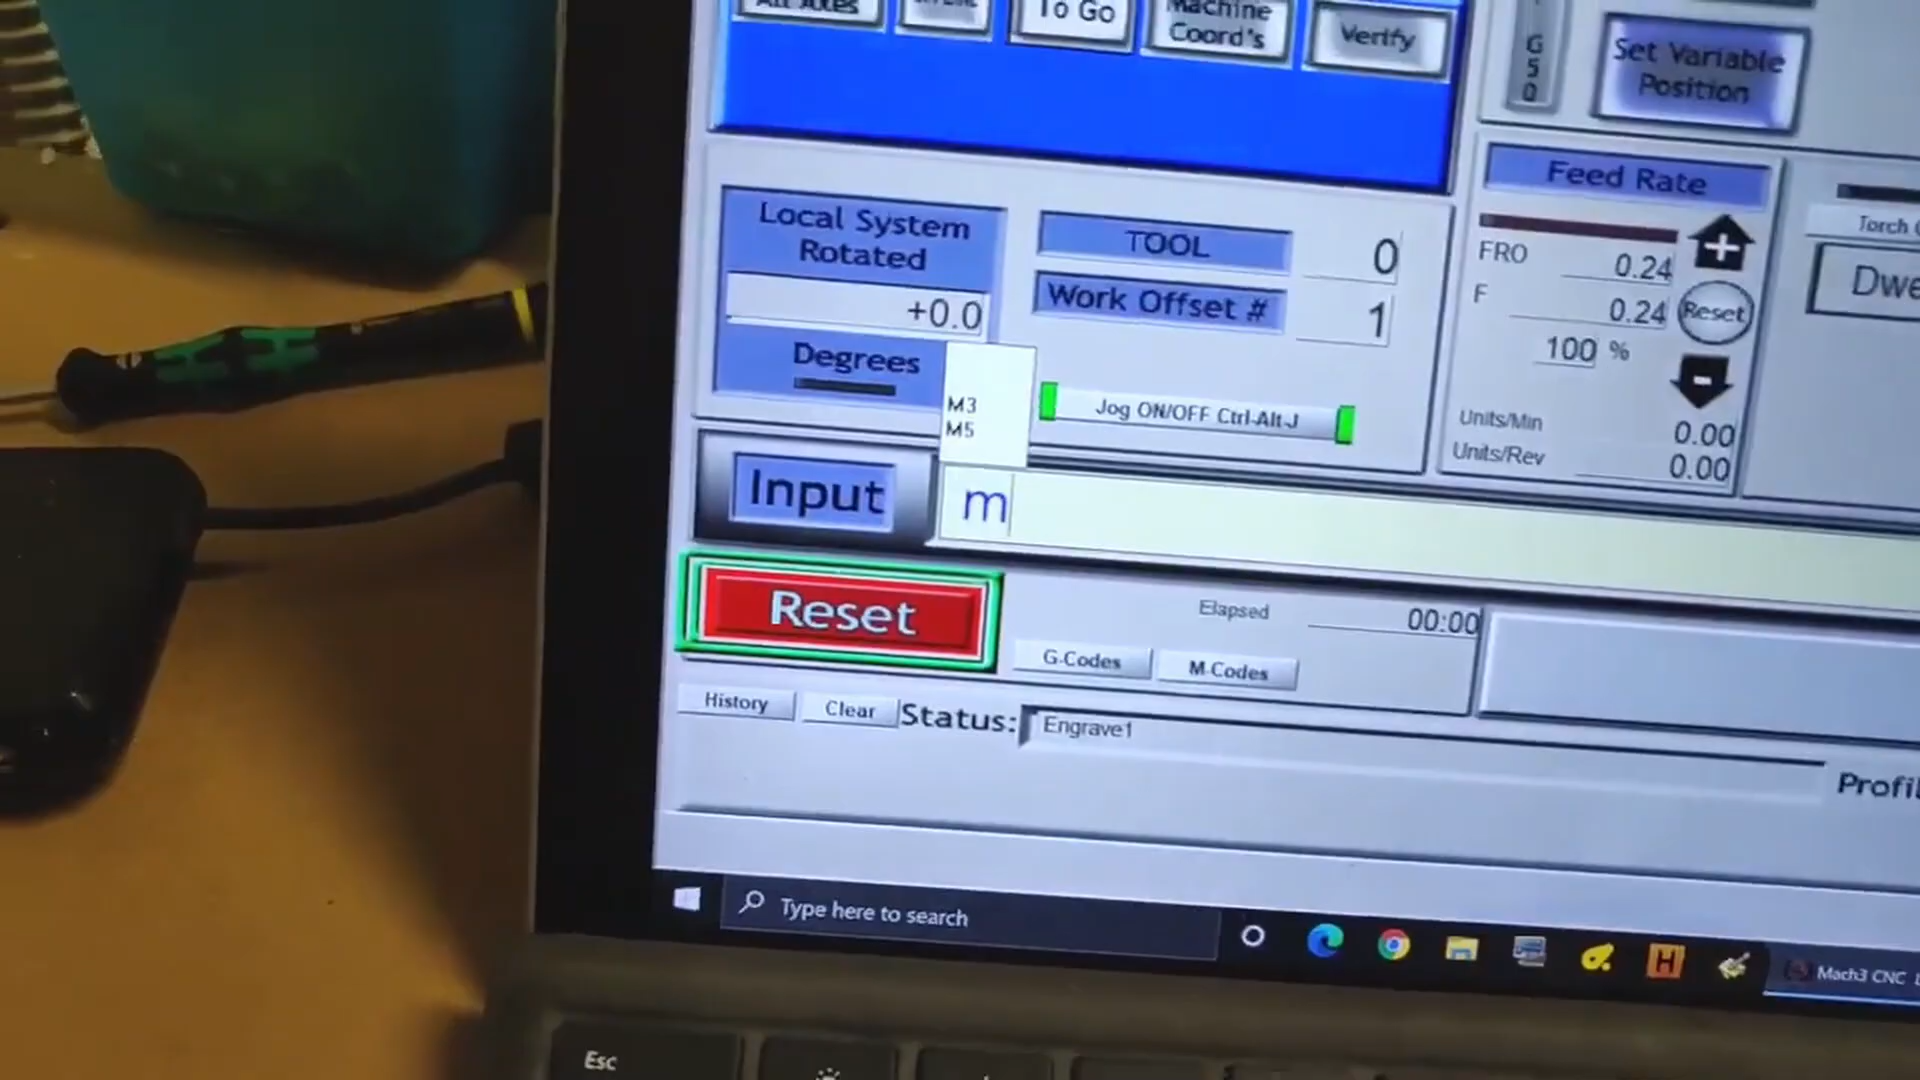 All Axes
To Go
Machine
Coord's
Verify
G
5
0
Set Variable
Position
Local System
Rotated
+0.0
Degrees
TOOL
0
Work Offset #
1
Jog ON/OFF Ctrl-Alt-J
Feed Rate
FRO
0.24
F
0.24
Reset
100 %
Units/Min
0.00
Units/Rev
0.00
Torch
Dwe
M3
M5
Input
m
Reset
Elapsed
00:00
G-Codes
M-Codes
History
Clear
Status:
Engrave1
Profil
Type here to search
H
Mach3 CNC
Esc